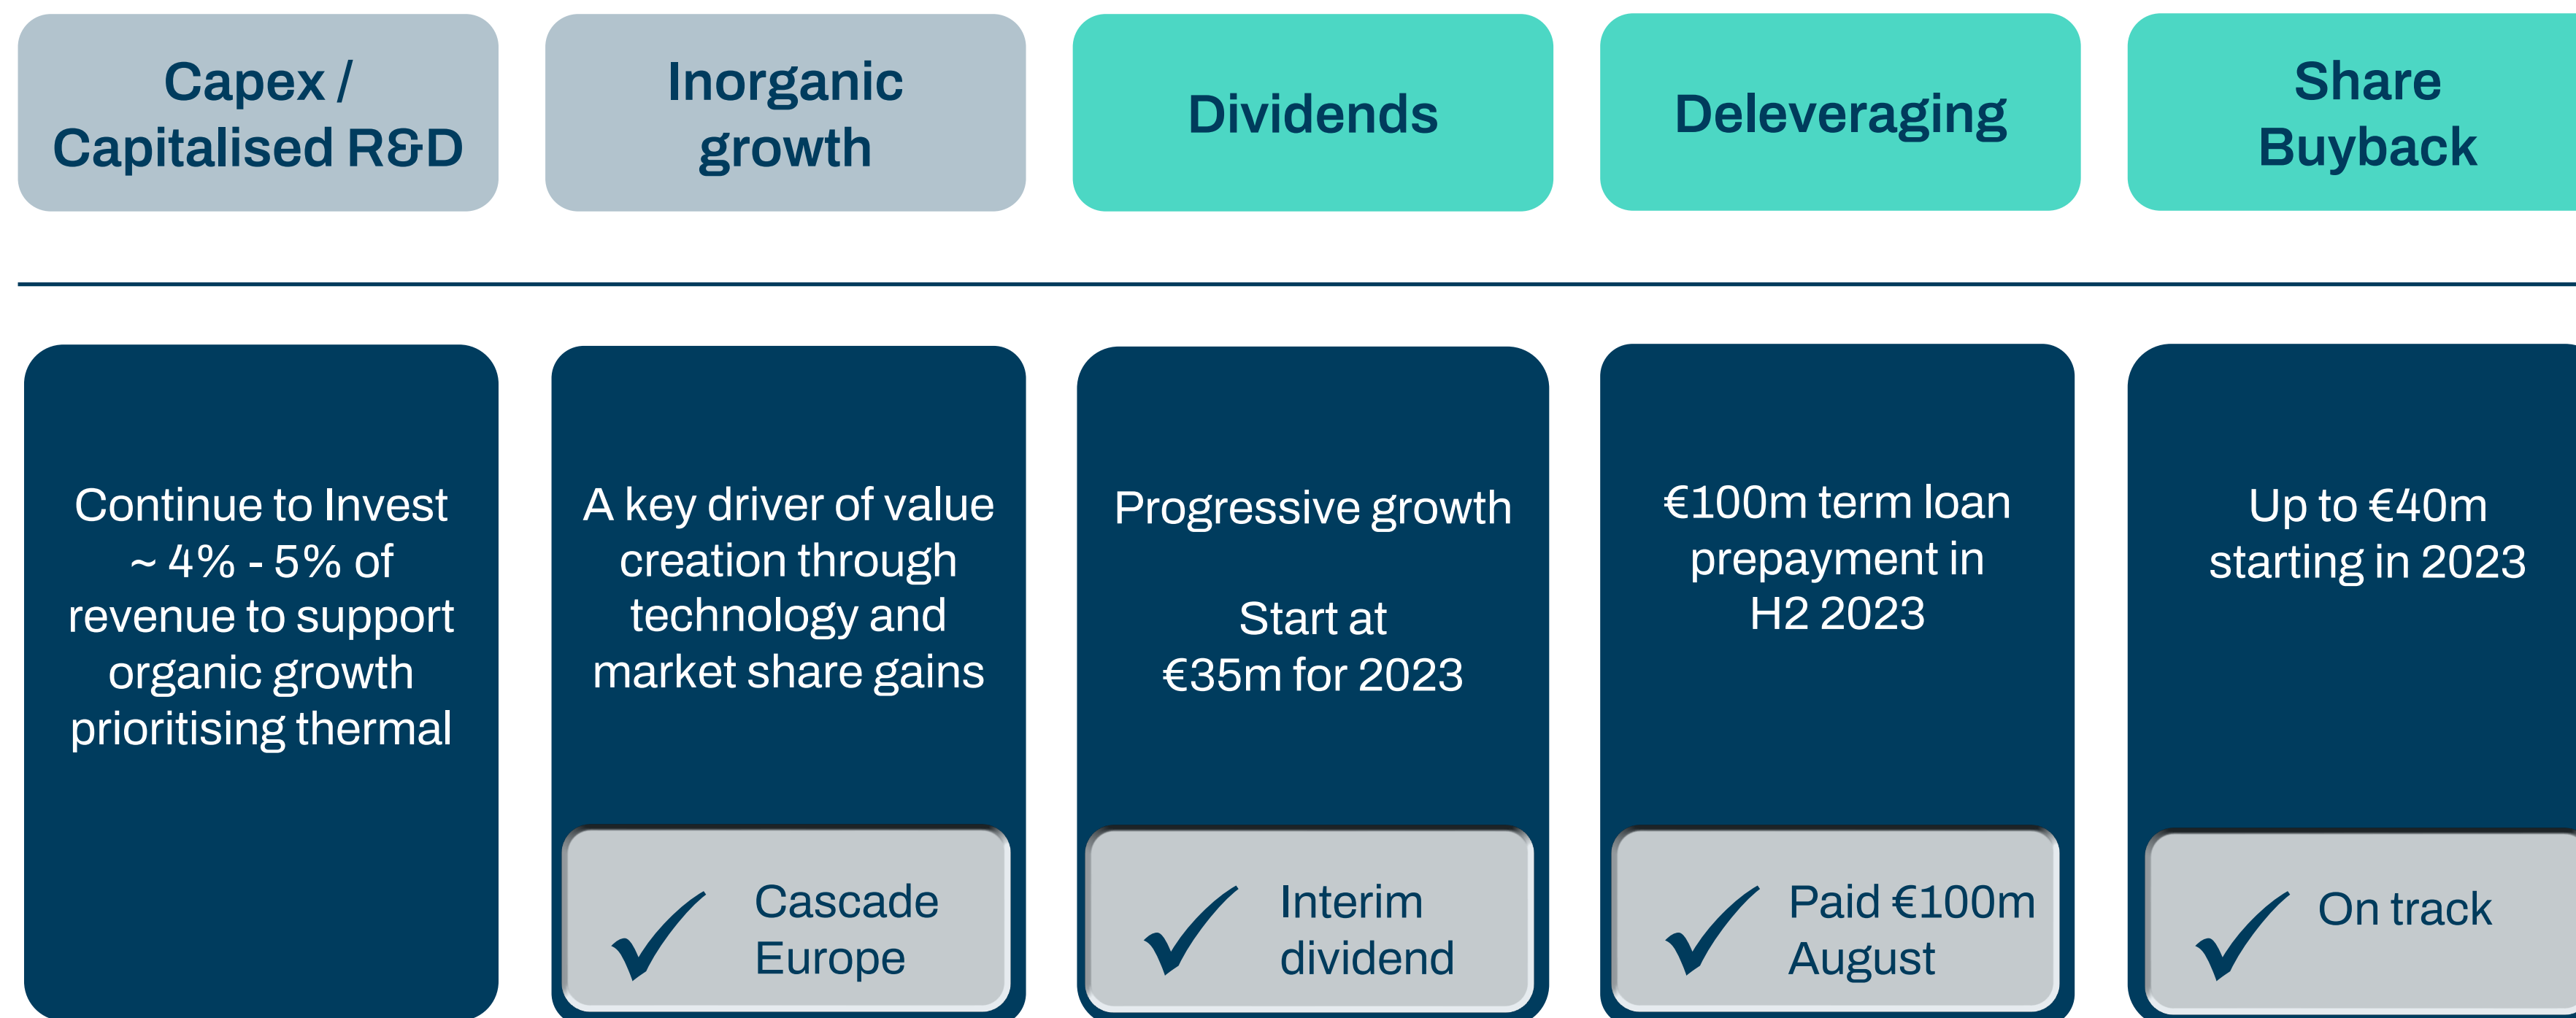 Capex /
Capitalised R&D
Inorganic
growth
Dividends
Deleveraging
Share
Buyback
Continue to Invest
~ 4% - 5% of
revenue to support
organic growth
prioritising thermal
A key driver of value
creation through
technology and
market share gains
Cascade
Europe
Progressive growth
Start at
€35m for 2023
Interim
dividend
€100m term loan
prepayment in
H2 2023
Paid €100m
August
Up to €40m
starting in 2023
On track